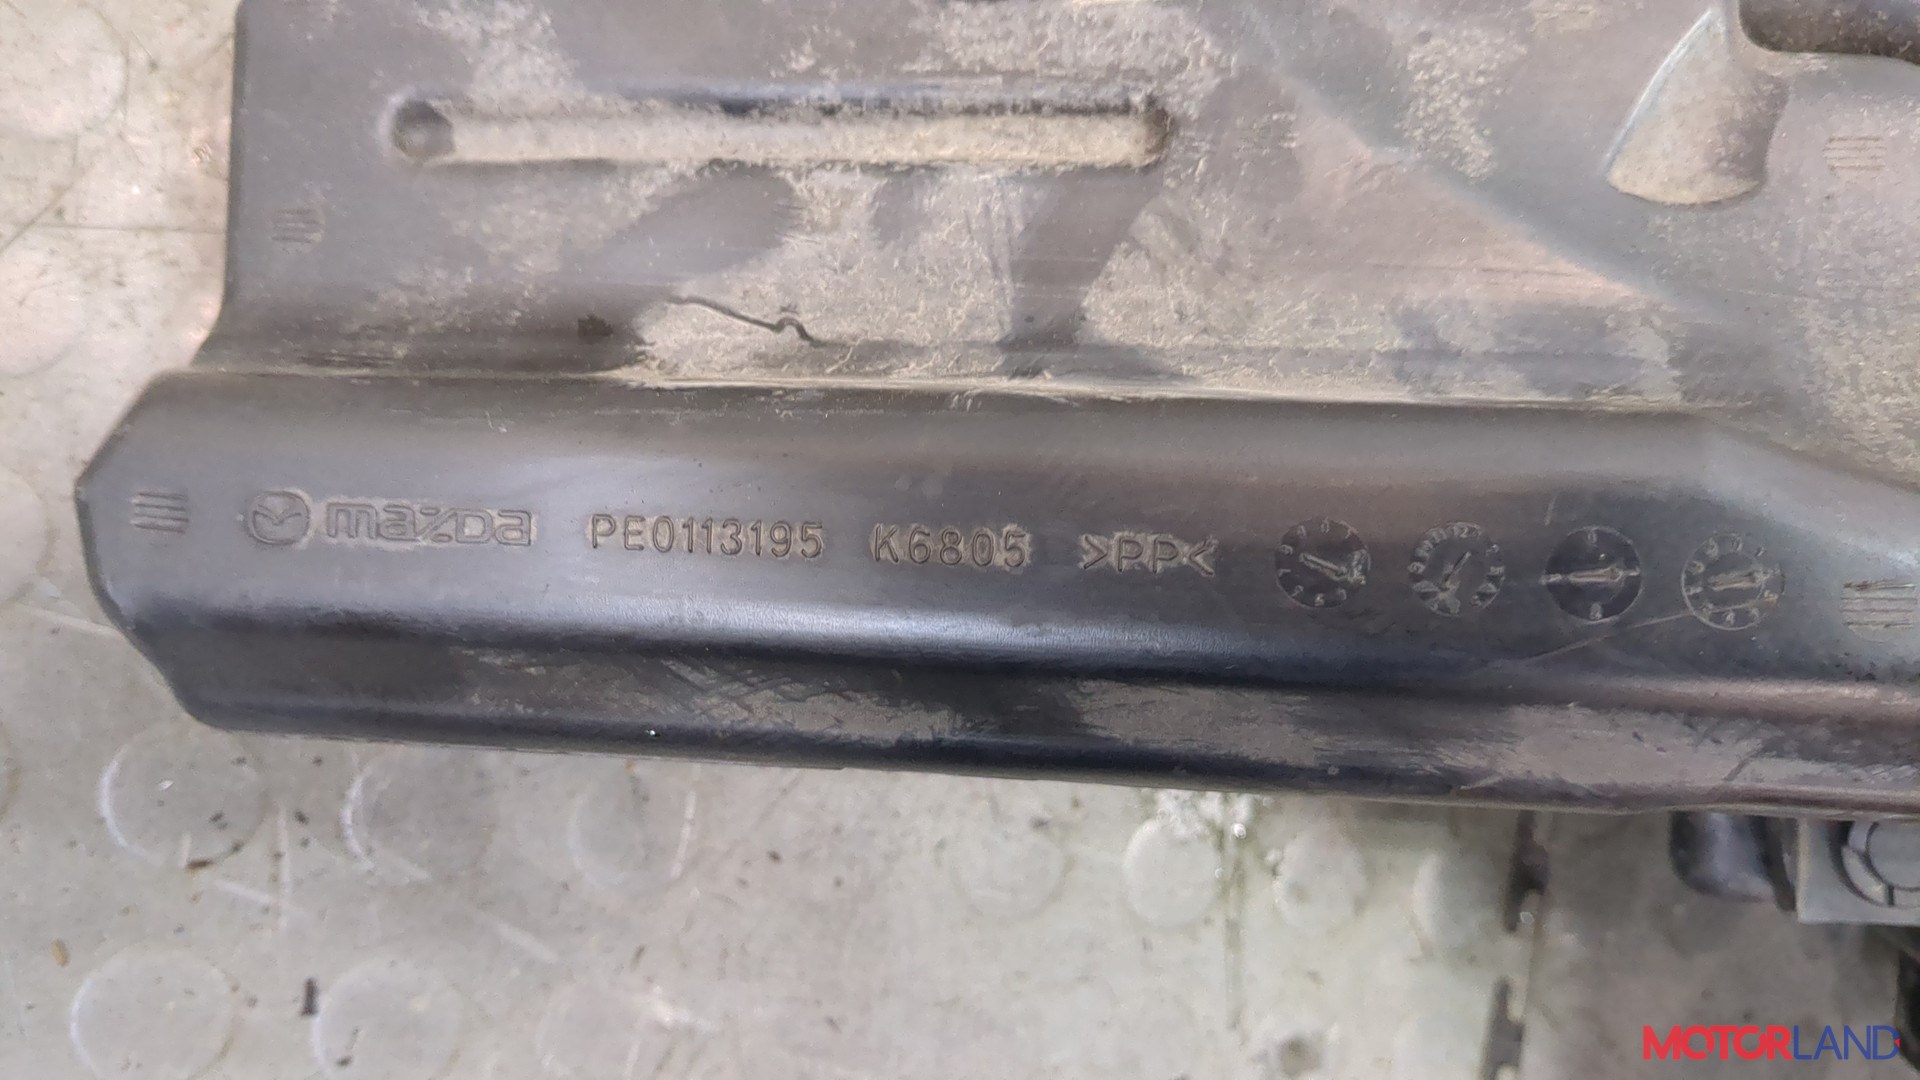 mazda PE0113195 K6805 >PP<
MOTORLAND